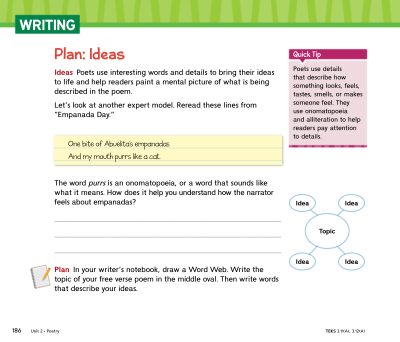 WRITING
Plan: Ideas
Ideas Poets use interesting words and details to bring their ideas
to life and help readers paint a mental picture of what is being
described in the poem.
Let's look at another expert model. Reread these lines from
"Empanada Day."
One bite of Abuelita's empanadas
And my mouth purrs like a cat.
The word purrs is an onomatopoeia, or a word that sounds like
what it means. How does it help you understand how the narrator
feels about empanadas?
Plan In your writer's notebook, draw a Word Web. Write the
topic of your free verse poem in the middle oval. Then write words
that describe your ideas.
Quick Tip
Poets use details
that describe how
something looks, feels,
tastes, smells, or makes
someone feel. They
use onomatopoeia
and alliteration to help
readers pay attention
to details.
Idea
Idea
Topic
Idea
Idea
186 Unit 2 • Poetry
TEKS